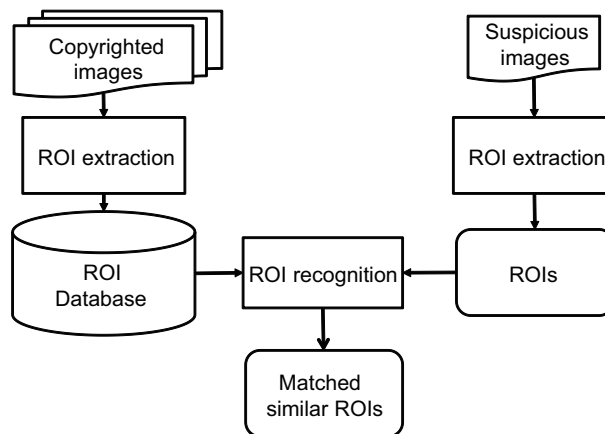 Copyrighted
images
Suspicious
images
ROI extraction
ROI extraction
ROI
Database
ROI recognition
ROIs
Matched
similar ROIs